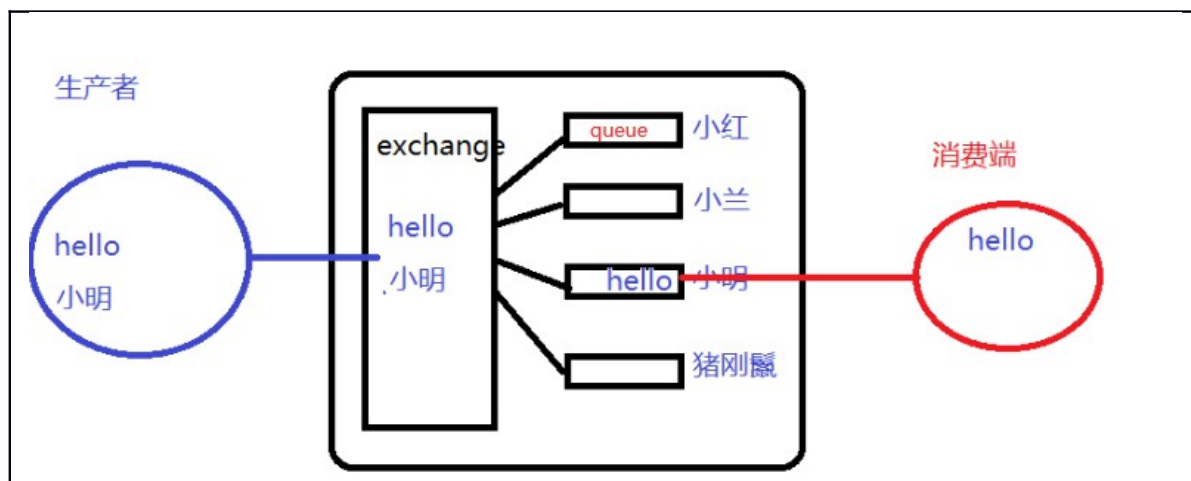 生产者
hello
小明
exchange
hello
小明
queue
小红
小兰
hello
小明
猪刚鬣
消费端
hello